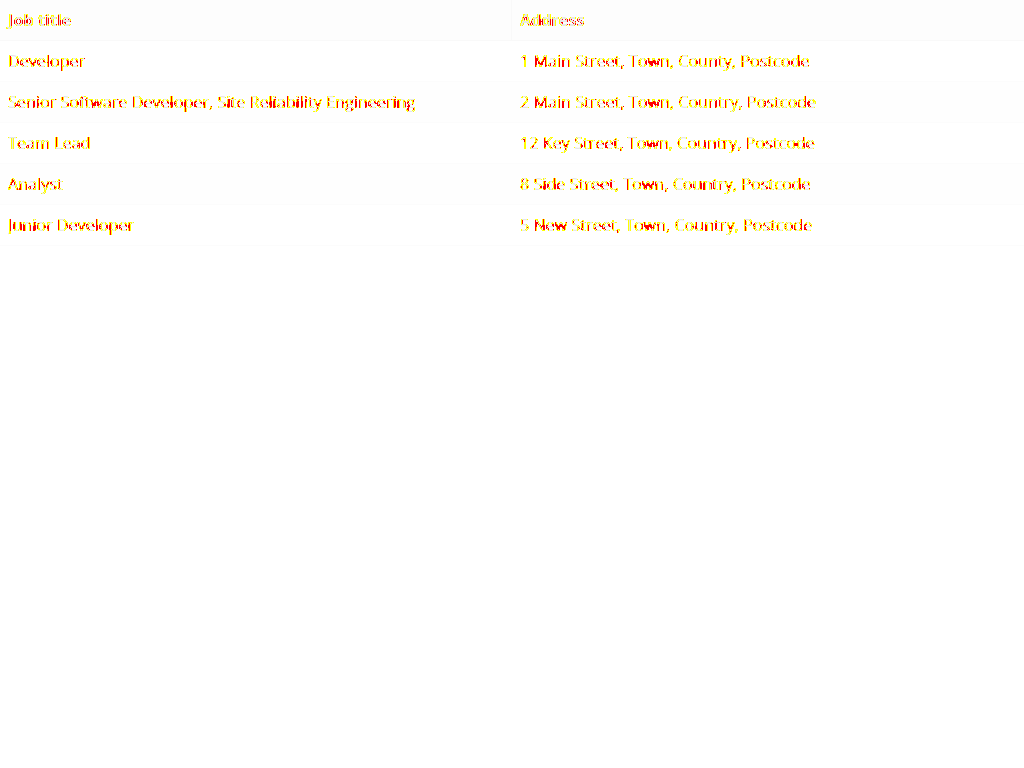 Job title Address
Developer 1 Main Street, Town, County, Postcode
Senior Software Developer, Site Reliability Engineering 2 Main Street, Town, Country, Postcode
Team Lead 12 Key Street, Town, Country, Postcode
Analyst 8 Side Street, Town, Country, Postcode
Junior Developer 5 New Street, Town, Country, Postcode